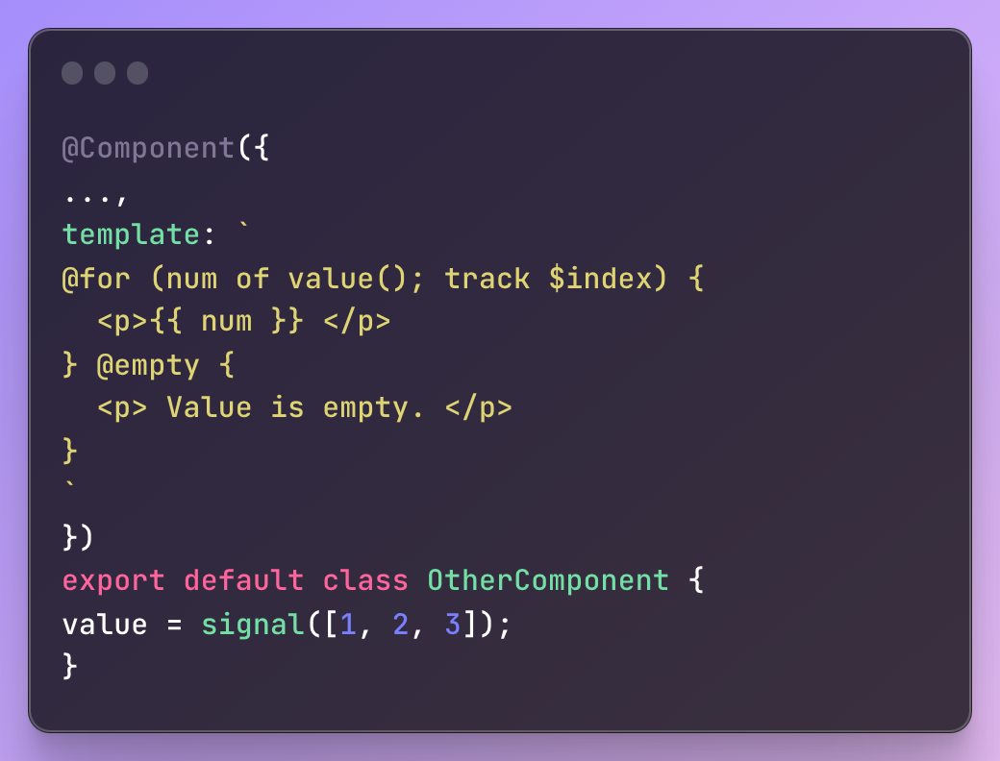 @Component({
...,
template: `
@for (num of value(); track $index) {
  <p>{{ num }} </p>
} @empty {
  <p> Value is empty. </p>
}
`
})
export default class OtherComponent {
value = signal([1, 2, 3]);
}